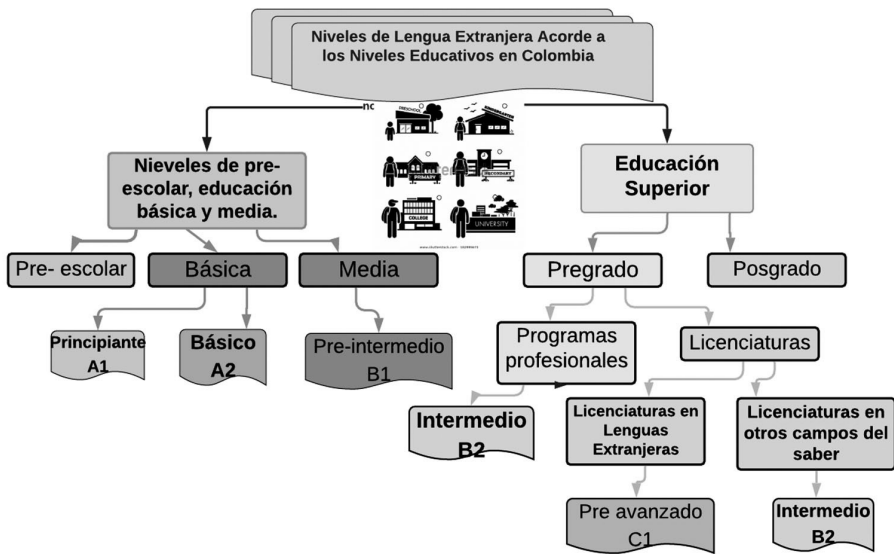 Niveles de Lengua Extranjera Acorde a
los Niveles Educativos en Colombia
no
PRESCHOOL
KINDERGARTEN
PRIMARY
SECONDARY
COLLEGE
UNIVERSITY
Nieveles de pre-
escolar, educación
básica y media.
Educación
Superior
Pre- escolar
Básica
Media
Pregrado
Posgrado
Principiante
A1
Básico
A2
Pre-intermedio
B1
Programas
profesionales
Licenciaturas
Intermedio
B2
Licenciaturas en
Lenguas
Extranjeras
Licenciaturas en
otros campos del
saber
Pre avanzado
C1
Intermedio
B2